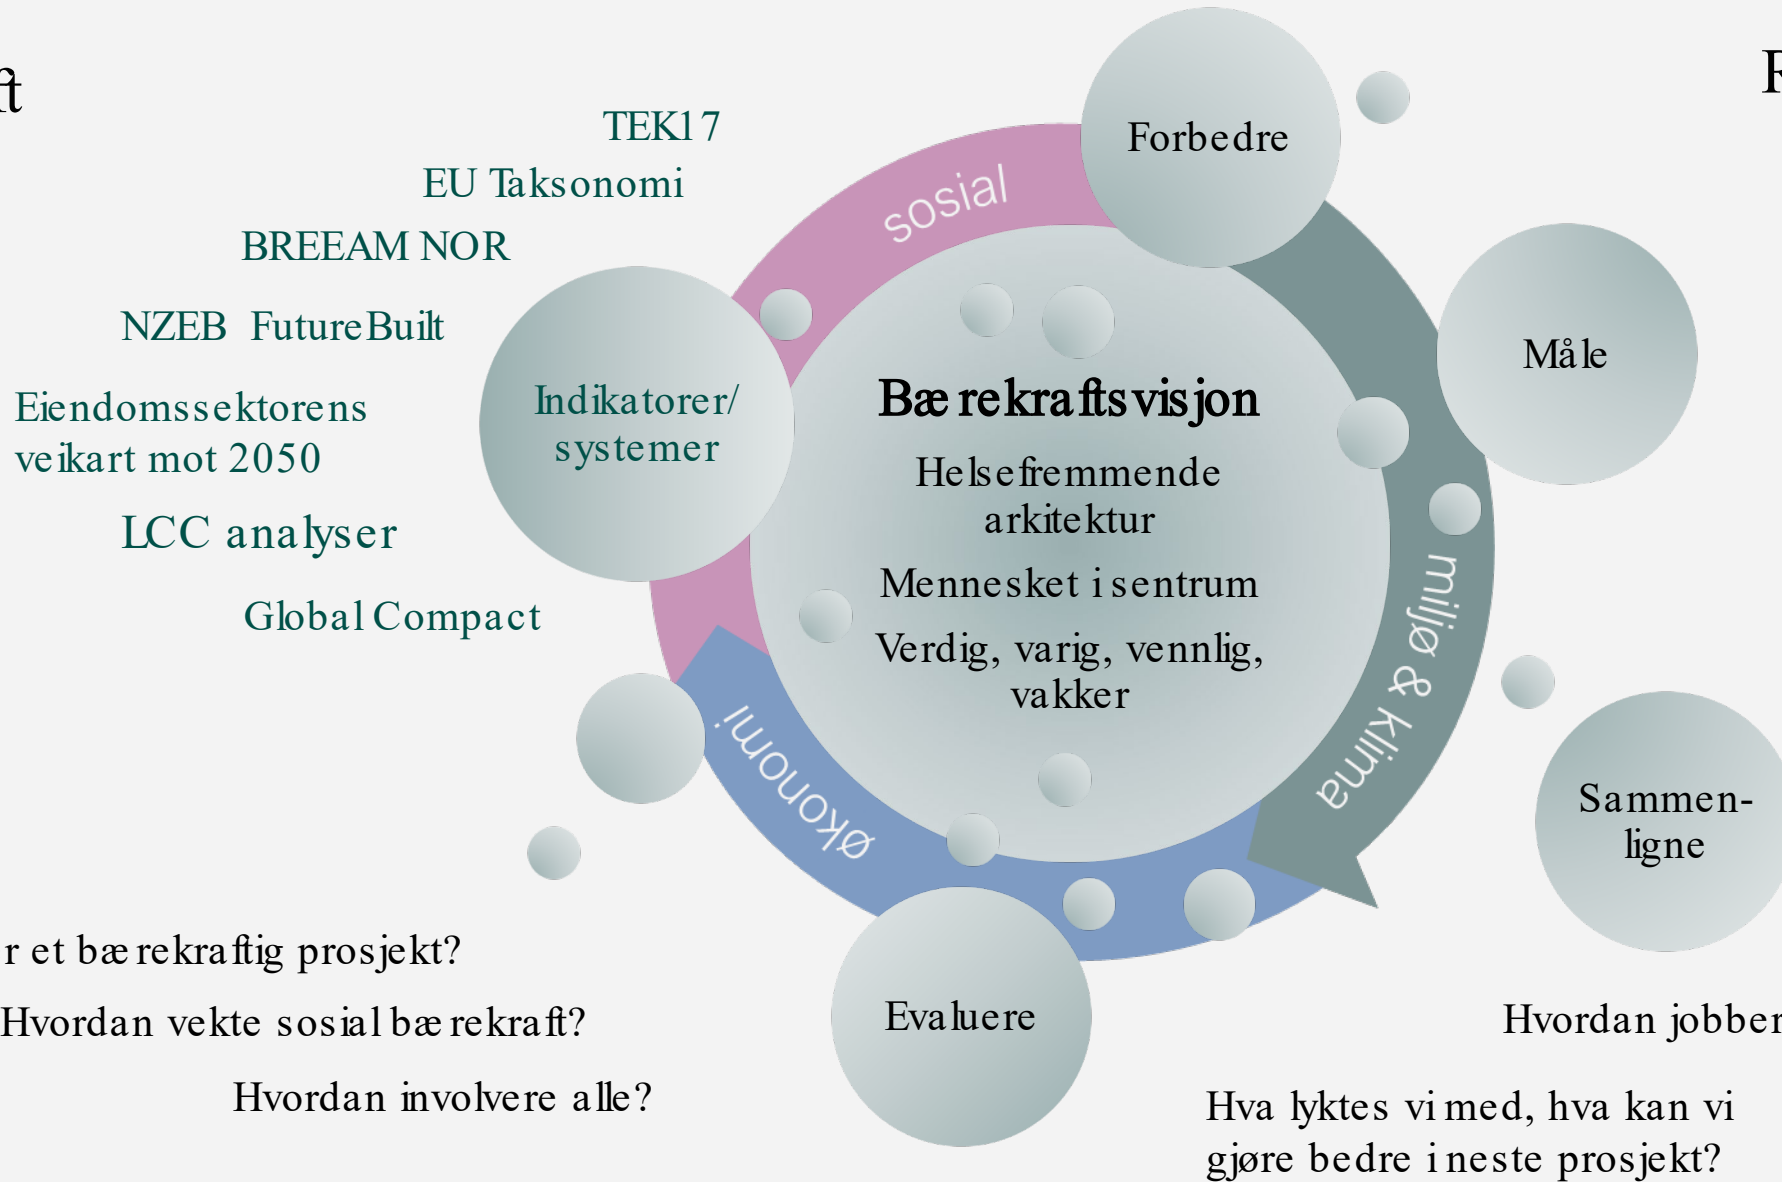 TEK17
EU Taksonomi
BREEAM NOR
NZEB FutureBuilt
Eiendomssektorens
veikart mot 2050
LCC analyser
Global Compact
Indikatorer/
systemer
sosial
Forbedre
Måle
miljø & klima
Sammen-
ligne
økonomi
Evaluere
Bærekraftsvisjon
Helsefremmende
arkitektur
Mennesket i sentrum
Verdig, varig, vennlig,
vakker
et bærekraftig prosjekt?
Hvordan vekte sosial bærekraft?
Hvordan involvere alle?
Hvordan jobber
Hva lyktes vi med, hva kan vi
gjøre bedre i neste prosjekt?